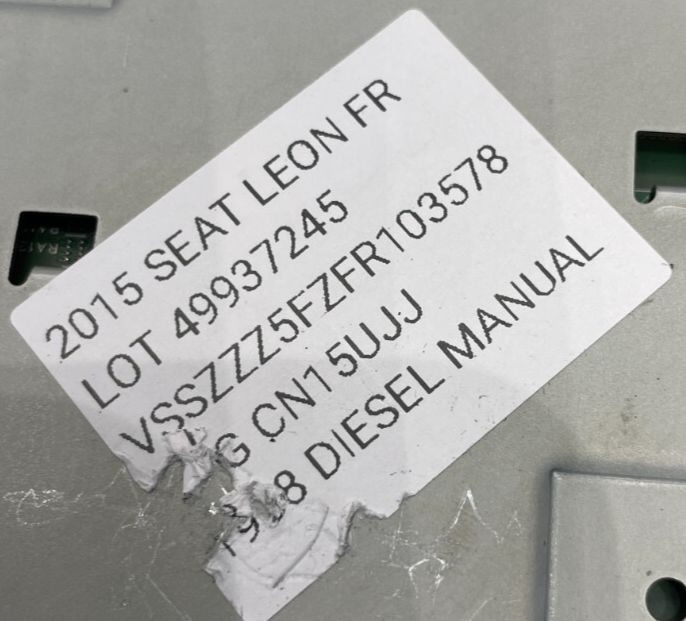 2015 SEAT LEON FR
LOT 49937245
VSSZZZ5FZFR103578
CN15UJJ
DIESEL MANUAL